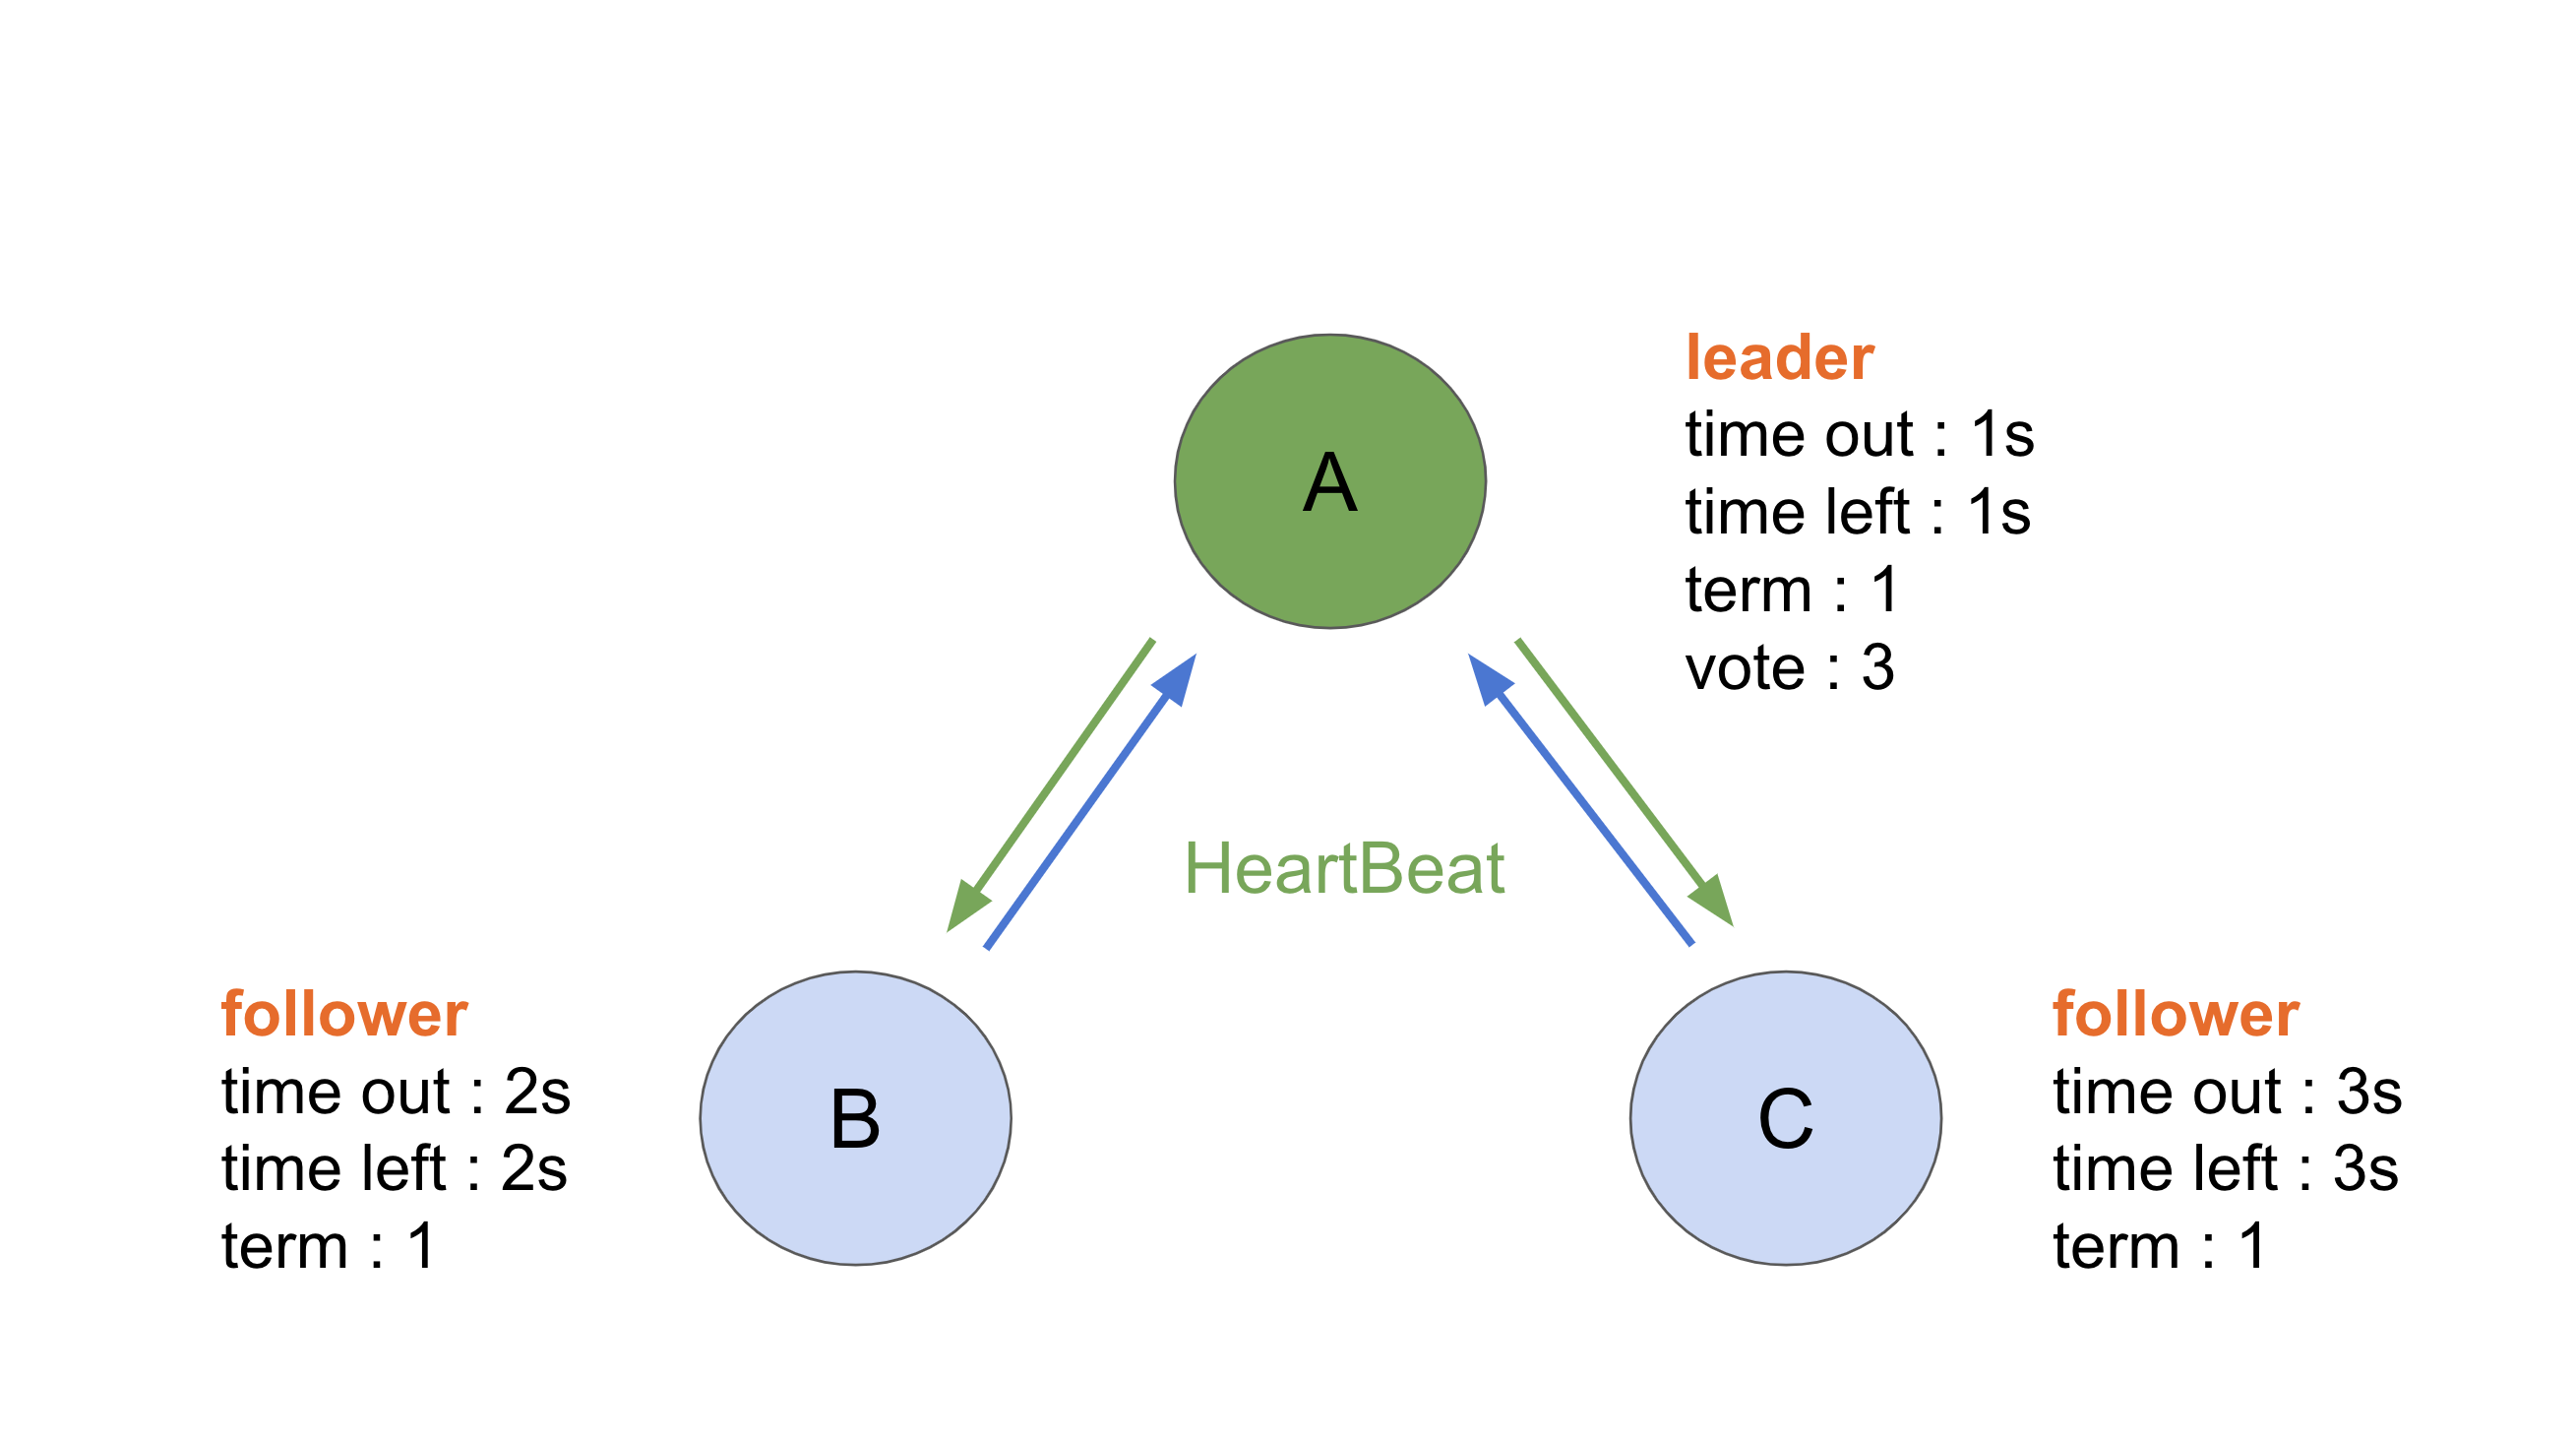 A
leader
time out : 1s
time left : 1s
term : 1
vote : 3
HeartBeat
follower
time out : 2s
time left : 2s
term : 1
B
C
follower
time out : 3s
time left : 3s
term : 1